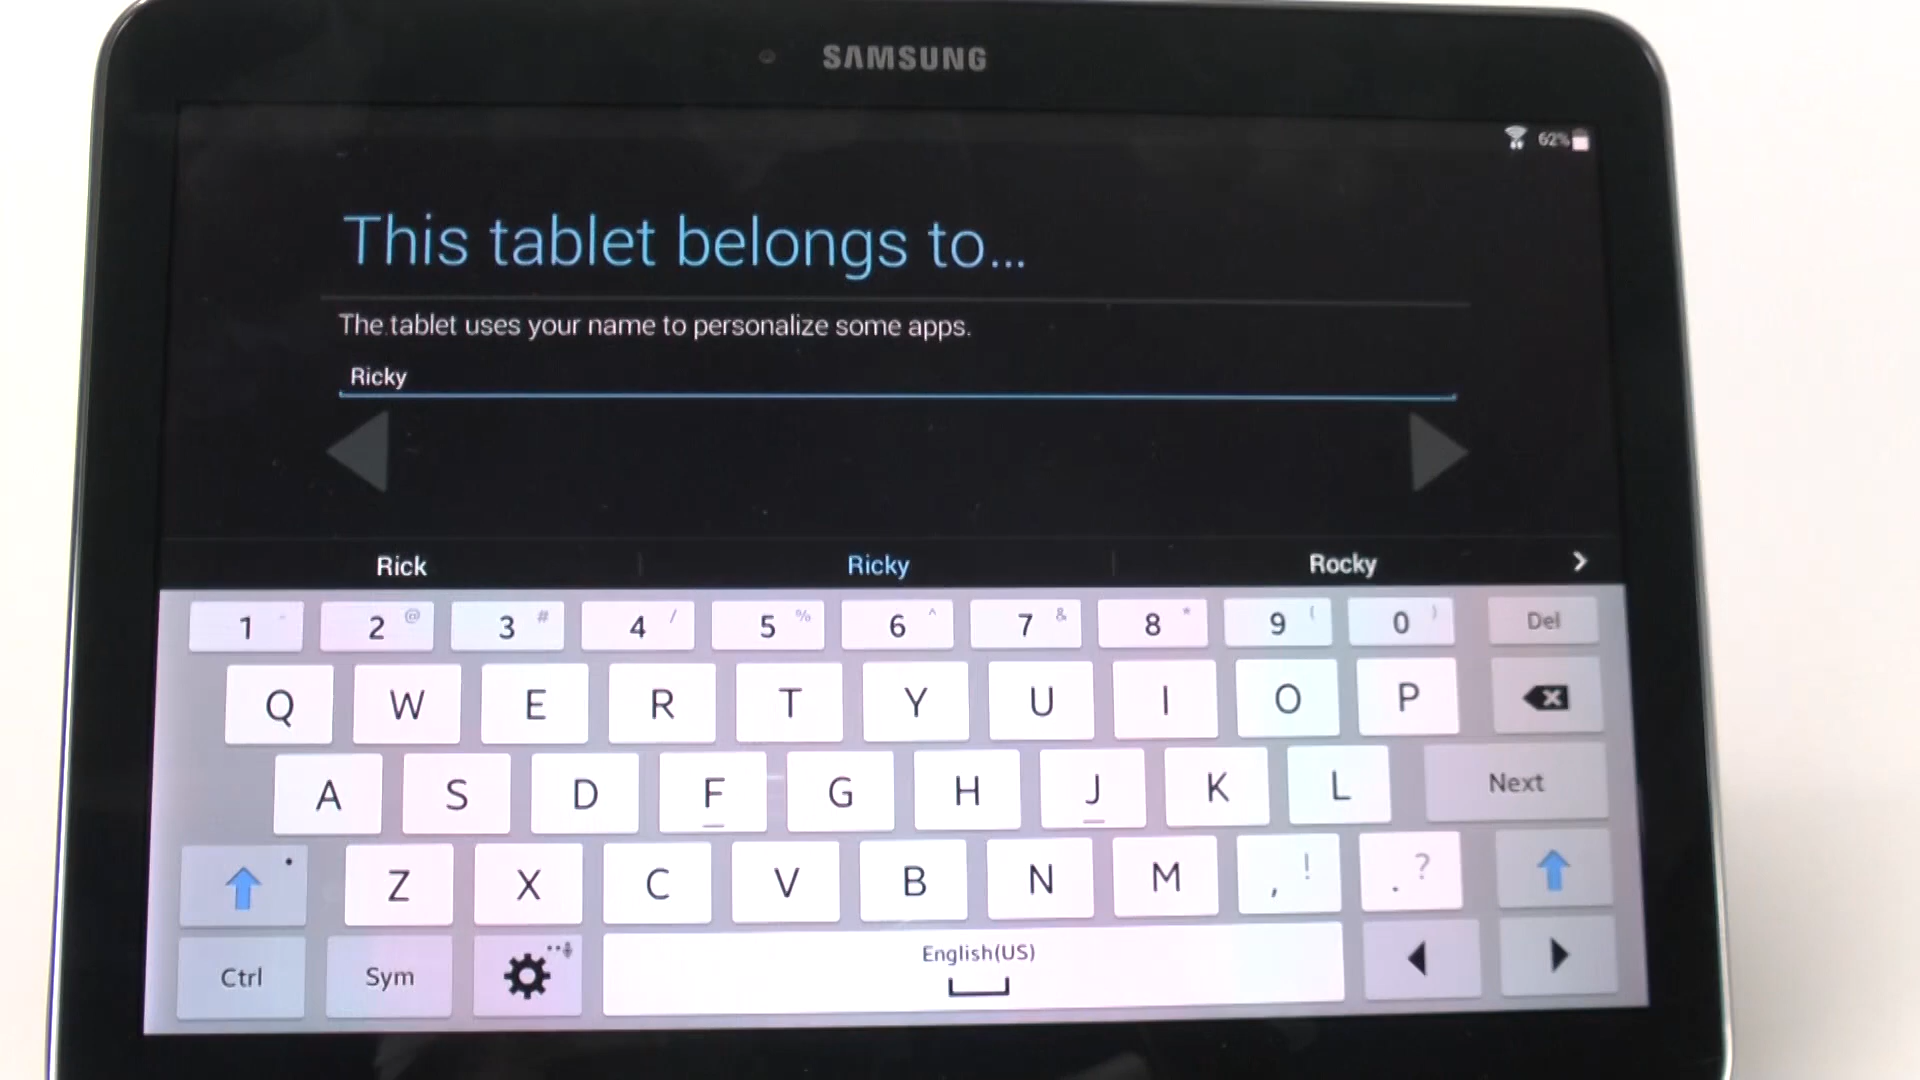 SAMSUNG
62%
This tablet belongs to...
The tablet uses your name to personalize some apps.
Ricky
Rick Ricky Rocky >
1 - 2 @ 3 # 4 / 5 % 6 ^ 7 & 8 * 9 ( 0 ) Del
Q W E R T Y U I O P
A S D F G H J K L Next
Z X C V B N M , ! . ?
Ctrl Sym English(US)